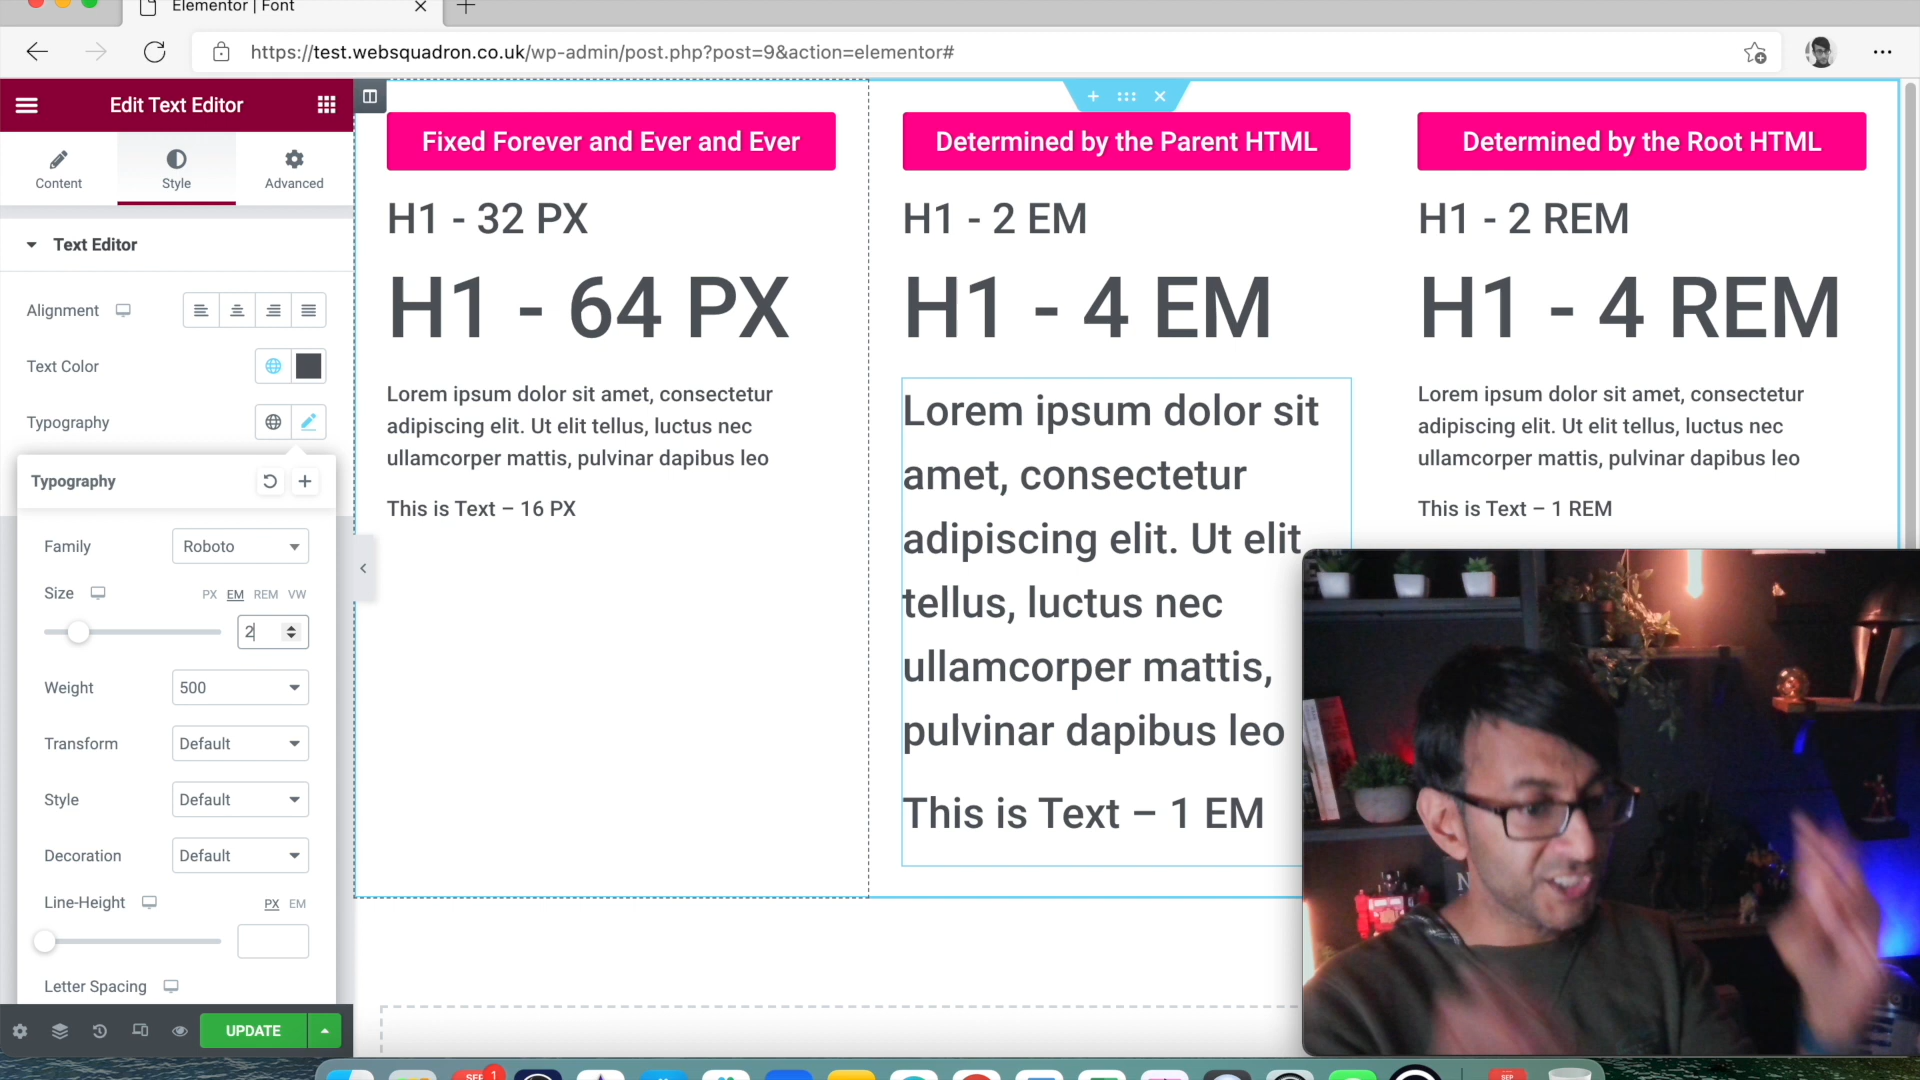 Elementor | Font
https://test.websquadron.co.uk/wp-admin/post.php?post=9&action=elementor#
Edit Text Editor
Content
Style
Advanced
Text Editor
Alignment
Text Color
Typography
Typography
Family
Roboto
Size
PX EM REM VW
2
Weight
500
Transform
Default
Style
Default
Decoration
Default
Line-Height
PX EM
Letter Spacing
UPDATE
Fixed Forever and Ever and Ever
H1 - 32 PX
H1 - 64 PX
Lorem ipsum dolor sit amet, consectetur
adipiscing elit. Ut elit tellus, luctus nec
ullamcorper mattis, pulvinar dapibus leo
This is Text – 16 PX
Determined by the Parent HTML
H1 - 2 EM
H1 - 4 EM
Lorem ipsum dolor sit
amet, consectetur
adipiscing elit. Ut elit
tellus, luctus nec
ullamcorper mattis,
pulvinar dapibus leo
This is Text – 1 EM
Determined by the Root HTML
H1 - 2 REM
H1 - 4 REM
Lorem ipsum dolor sit amet, consectetur
adipiscing elit. Ut elit tellus, luctus nec
ullamcorper mattis, pulvinar dapibus leo
This is Text – 1 REM
SEP
1
SEP